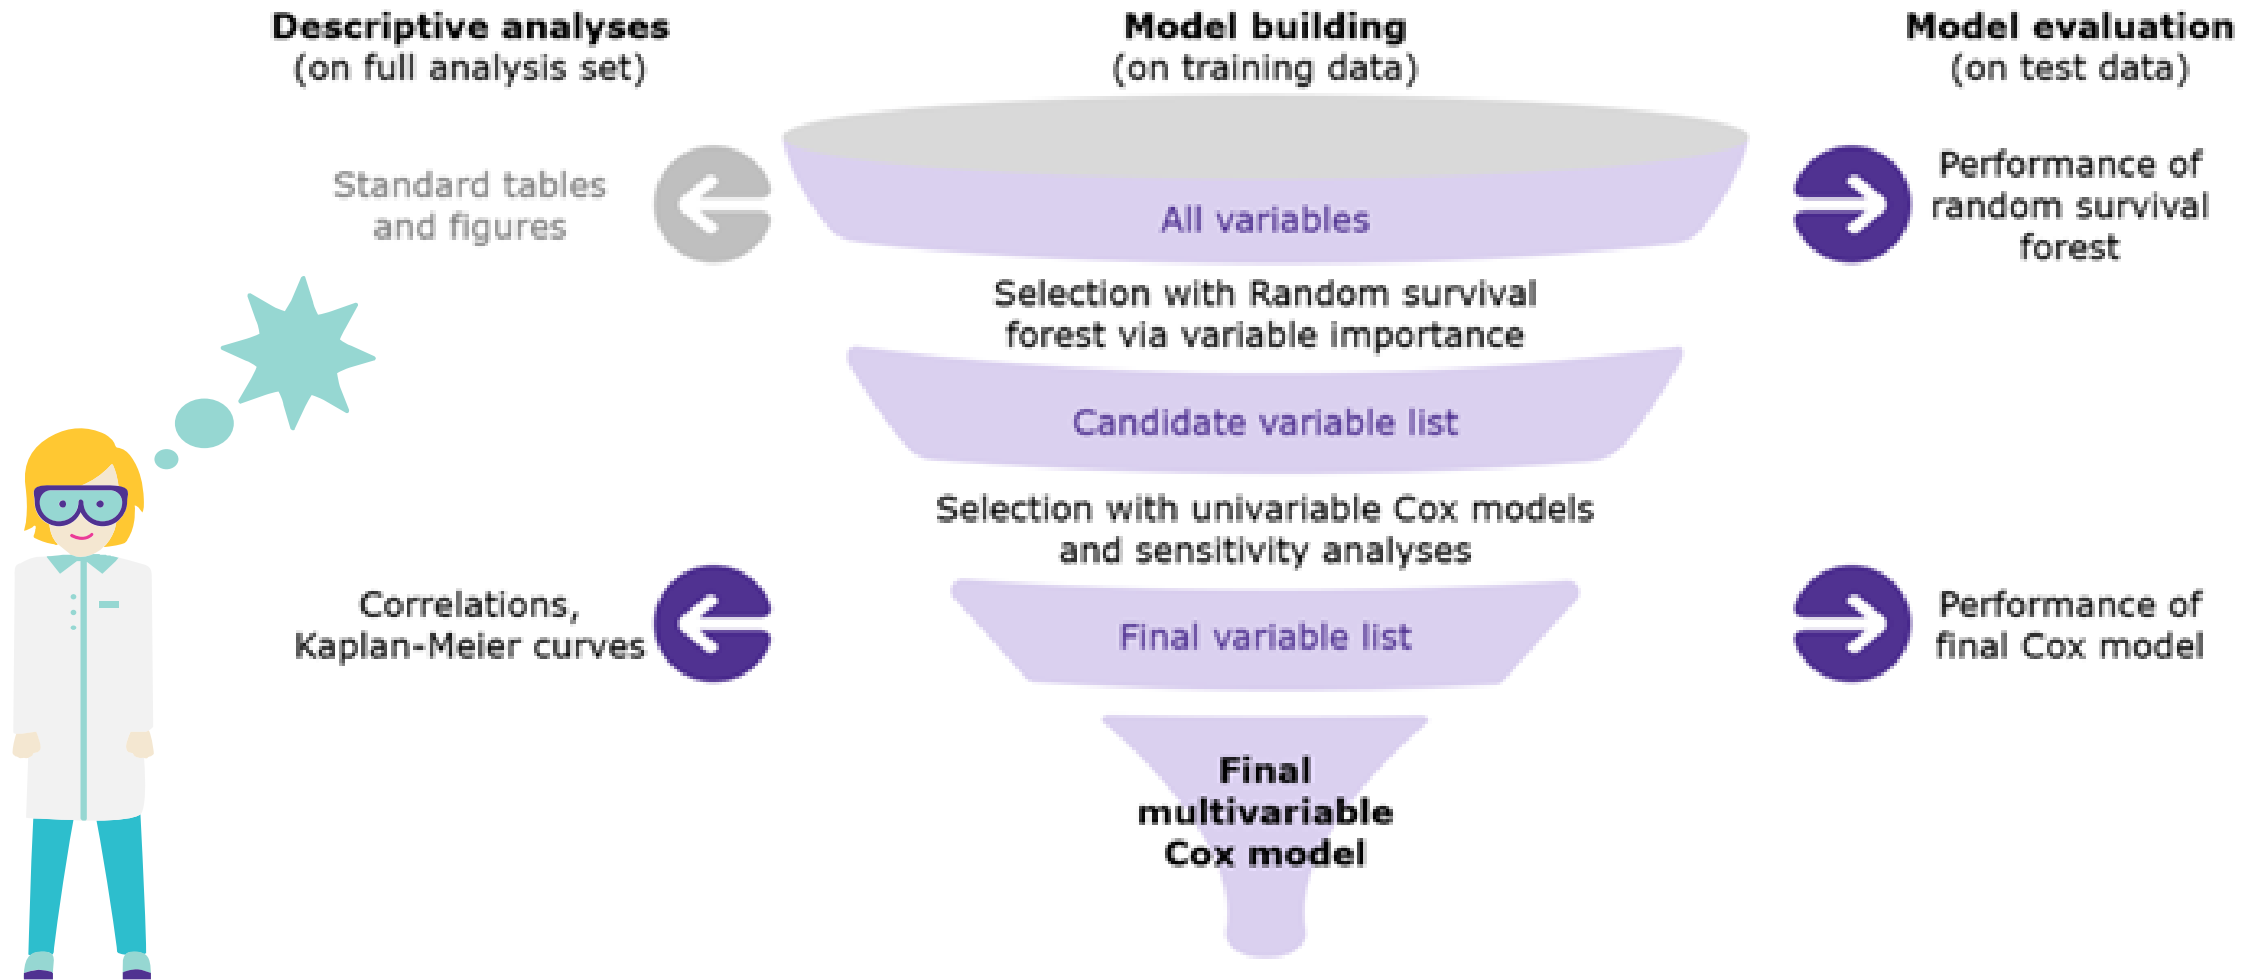 Descriptive analyses
(on full analysis set)
Model building
(on training data)
Model evaluation
(on test data)
Standard tables
and figures
All variables
Performance of
random survival
forest
Selection with Random survival
forest via variable importance
Candidate variable list
Selection with univariable Cox models
and sensitivity analyses
Correlations,
Kaplan-Meier curves
Final variable list
Performance of
final Cox model
Final
multivariable
Cox model